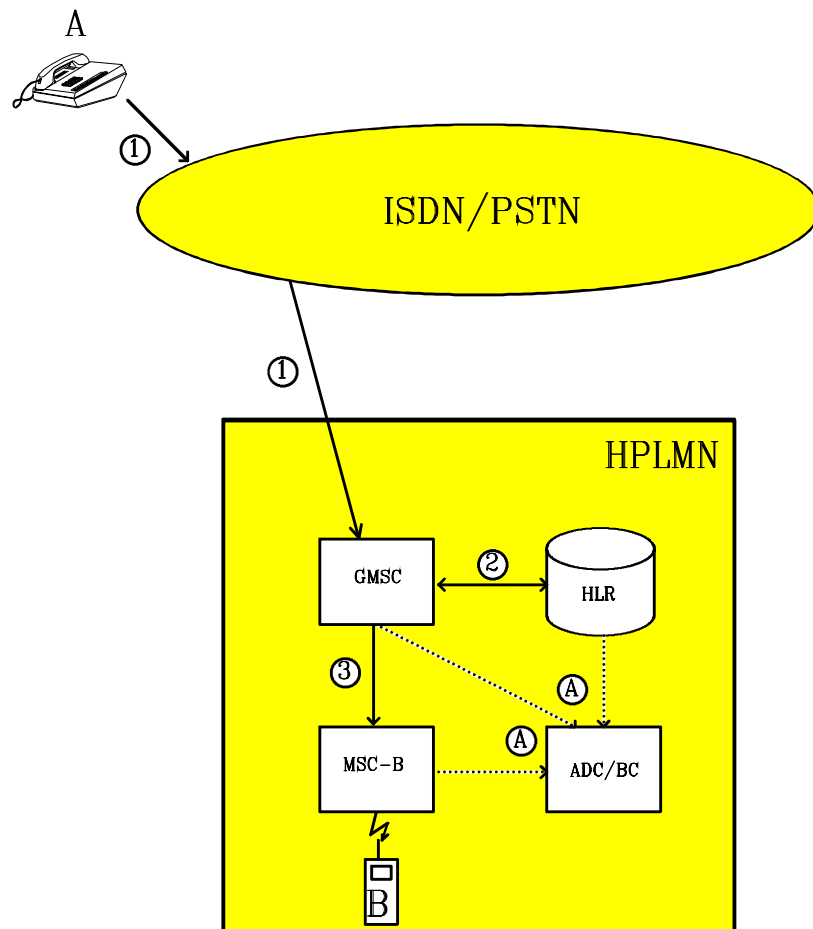 A
①
ISDN/PSTN
①
HPLMN
GMSC
②
HLR
③
Ⓐ
Ⓐ
MSC-B
ADC/BC
B